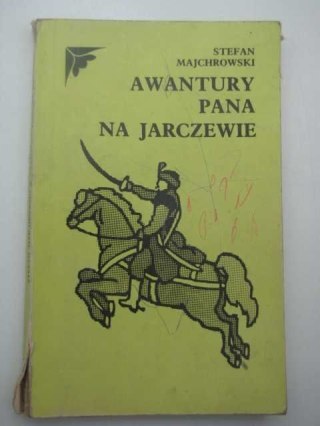 STEFAN
MAJCHROWSKI
AWANTURY
PANA
NA JARCZEWIE